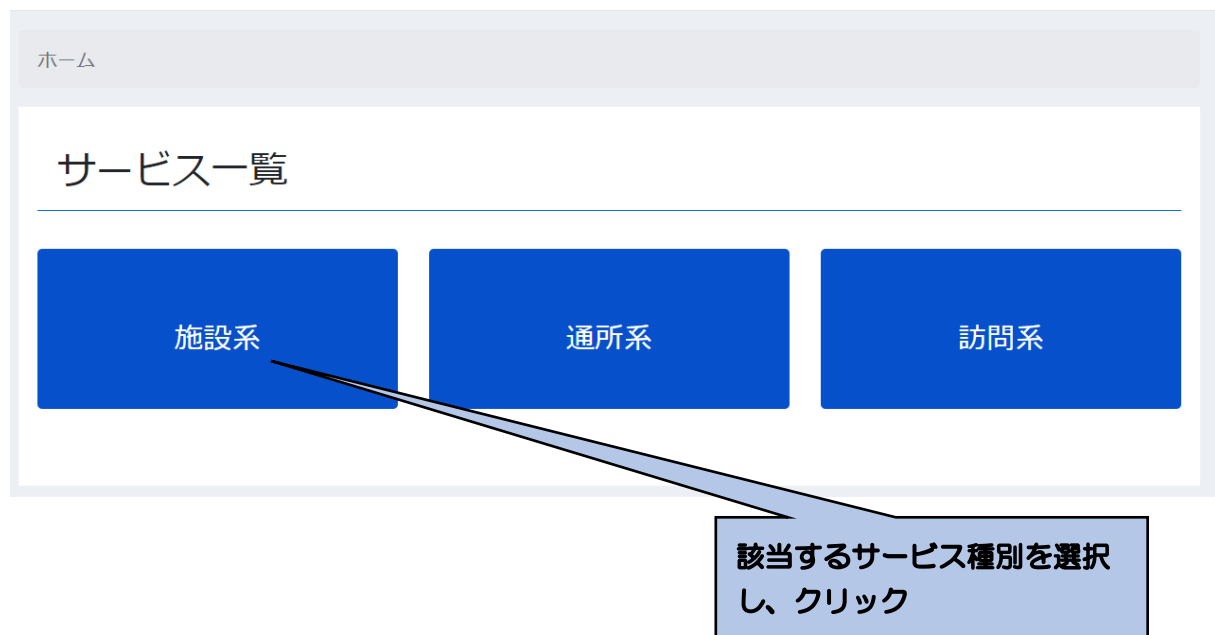 ホーム
サービス一覧
施設系
通所系
訪問系
該当するサービス種別を選択
し、クリック